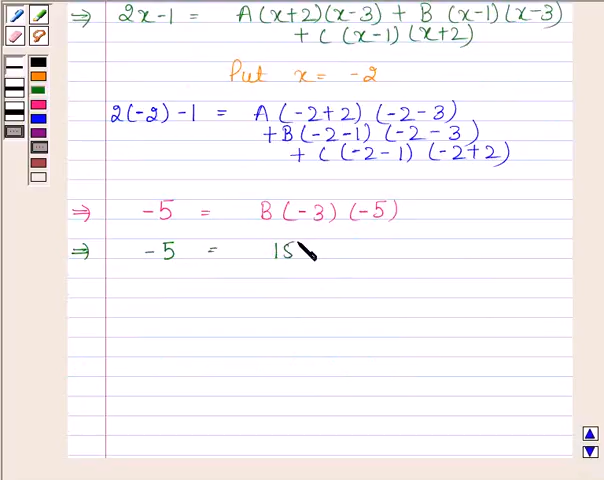 ⇒ 2x-1 = A(x+2)(x-3) + B (x-1)(x-3)
+ C (x-1)(x+2)
Put x = -2
2(-2)-1 = A(-2+2) (-2-3)
+B(-2-1) (-2-3)
+ C(-2-1) (-2+2)
⇒ -5 = B(-3)(-5)
⇒ -5 = 15